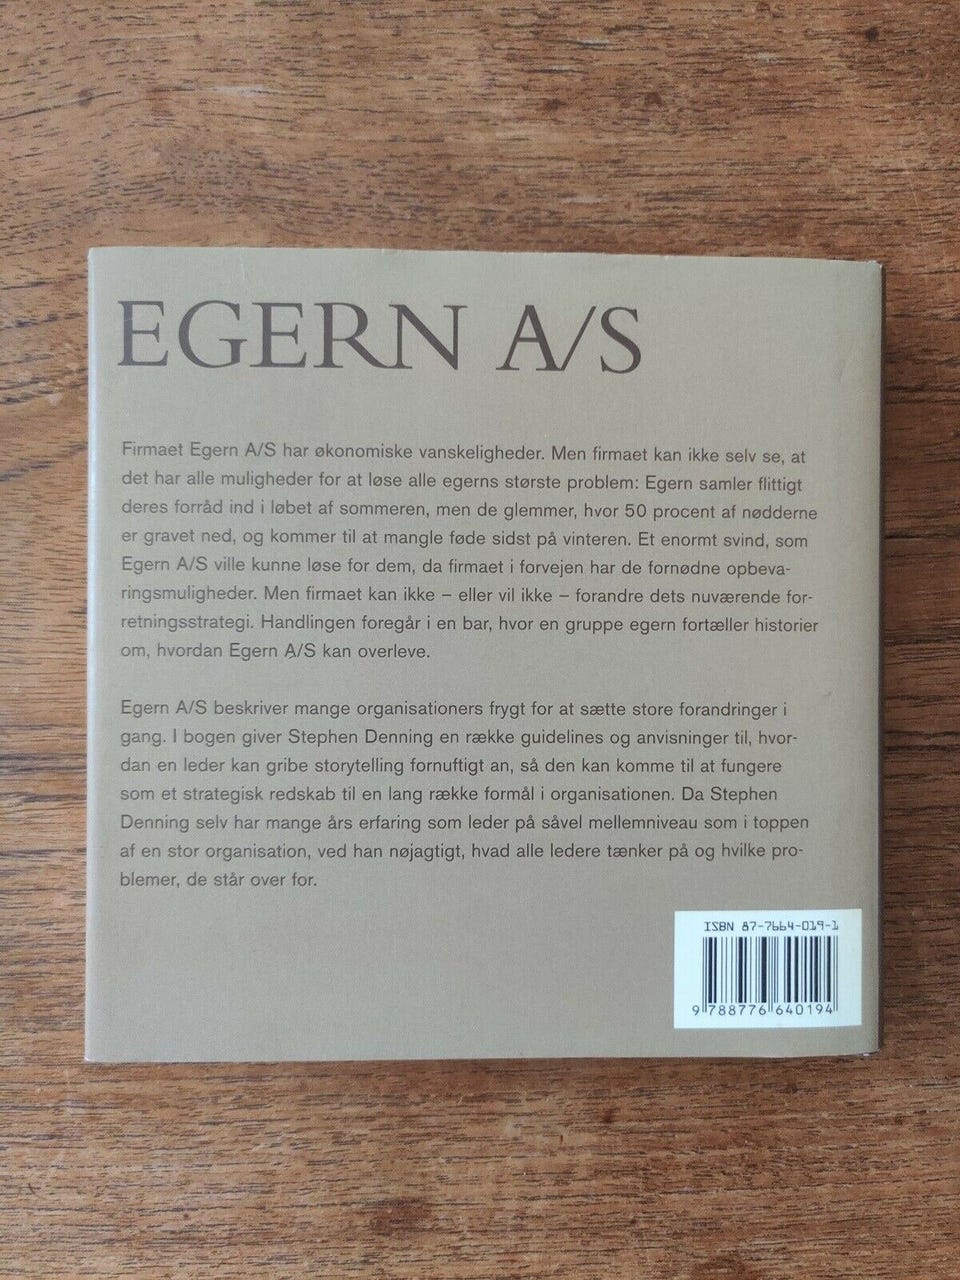 EGERN A/S
Firmaet Egern A/S har økonomiske vanskeligheder. Men firmaet kan ikke selv se, at
det har alle muligheder for at løse alle egerns største problem: Egern samler flittigt
deres forråd ind i løbet af sommeren, men de glemmer, hvor 50 procent af nødderne
er gravet ned, og kommer til at mangle føde sidst på vinteren. Et enormt svind, som
Egern A/S ville kunne løse for dem, da firmaet i forvejen har de fornødne opbeva-
ringsmuligheder. Men firmaet kan ikke – eller vil ikke – forandre dets nuværende for-
retningsstrategi. Handlingen foregår i en bar, hvor en gruppe egern fortæller historier
om, hvordan Egern A/S kan overleve.
Egern A/S beskriver mange organisationers frygt for at sætte store forandringer i
gang. I bogen giver Stephen Denning en række guidelines og anvisninger til, hvor-
dan en leder kan gribe storytelling fornuftigt an, så den kan komme til at fungere
som et strategisk redskab til en lang række formål i organisationen. Da Stephen
Denning selv har mange års erfaring som leder på såvel mellemniveau som i toppen
af en stor organisation, ved han nøjagtigt, hvad alle ledere tænker på og hvilke pro-
blemer, de står over for.
ISBN 87-7664-019-1
9 788776 640194